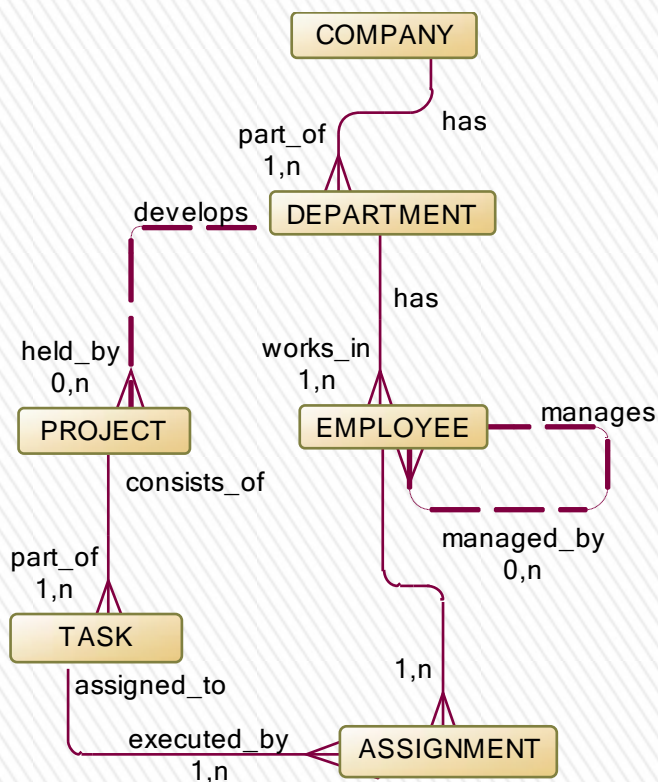 COMPANY
has
part_of
1,n
DEPARTMENT
develops
has
held_by
0,n
works_in
1,n
PROJECT
EMPLOYEE
manages
consists_of
managed_by
0,n
part_of
1,n
TASK
assigned_to
1,n
executed_by
1,n
ASSIGNMENT